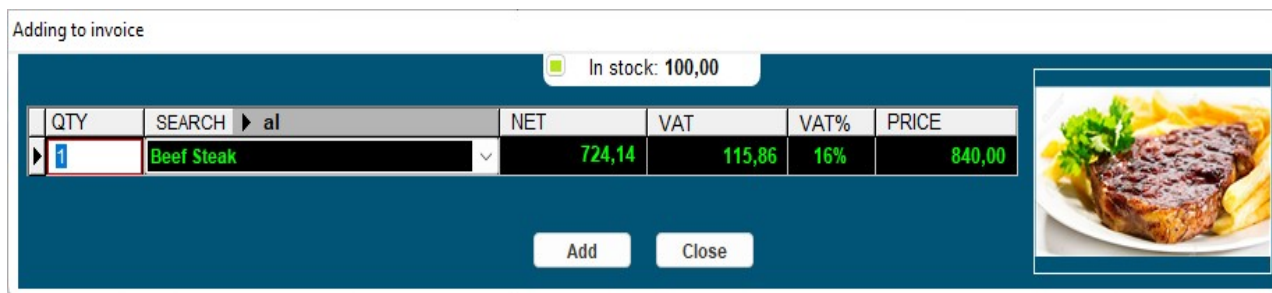 Adding to invoice
In stock: 100,00
QTY SEARCH al NET VAT VAT% PRICE
1 Beef Steak 724,14 115,86 16% 840,00
Add Close